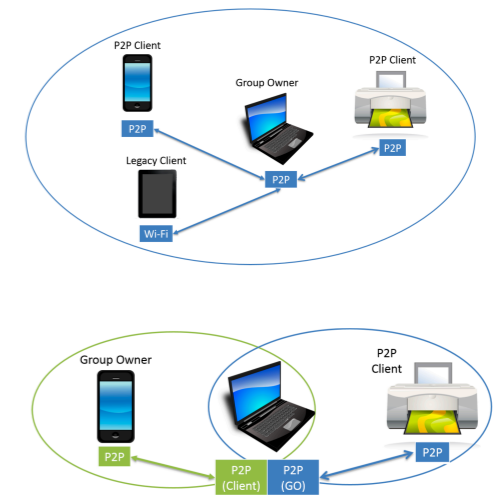 P2P Client
P2P Client
Group Owner
P2P
P2P
Legacy Client
P2P
Wi-Fi
Group Owner
P2P
Client
P2P
P2P
P2P
(Client)
P2P
(GO)